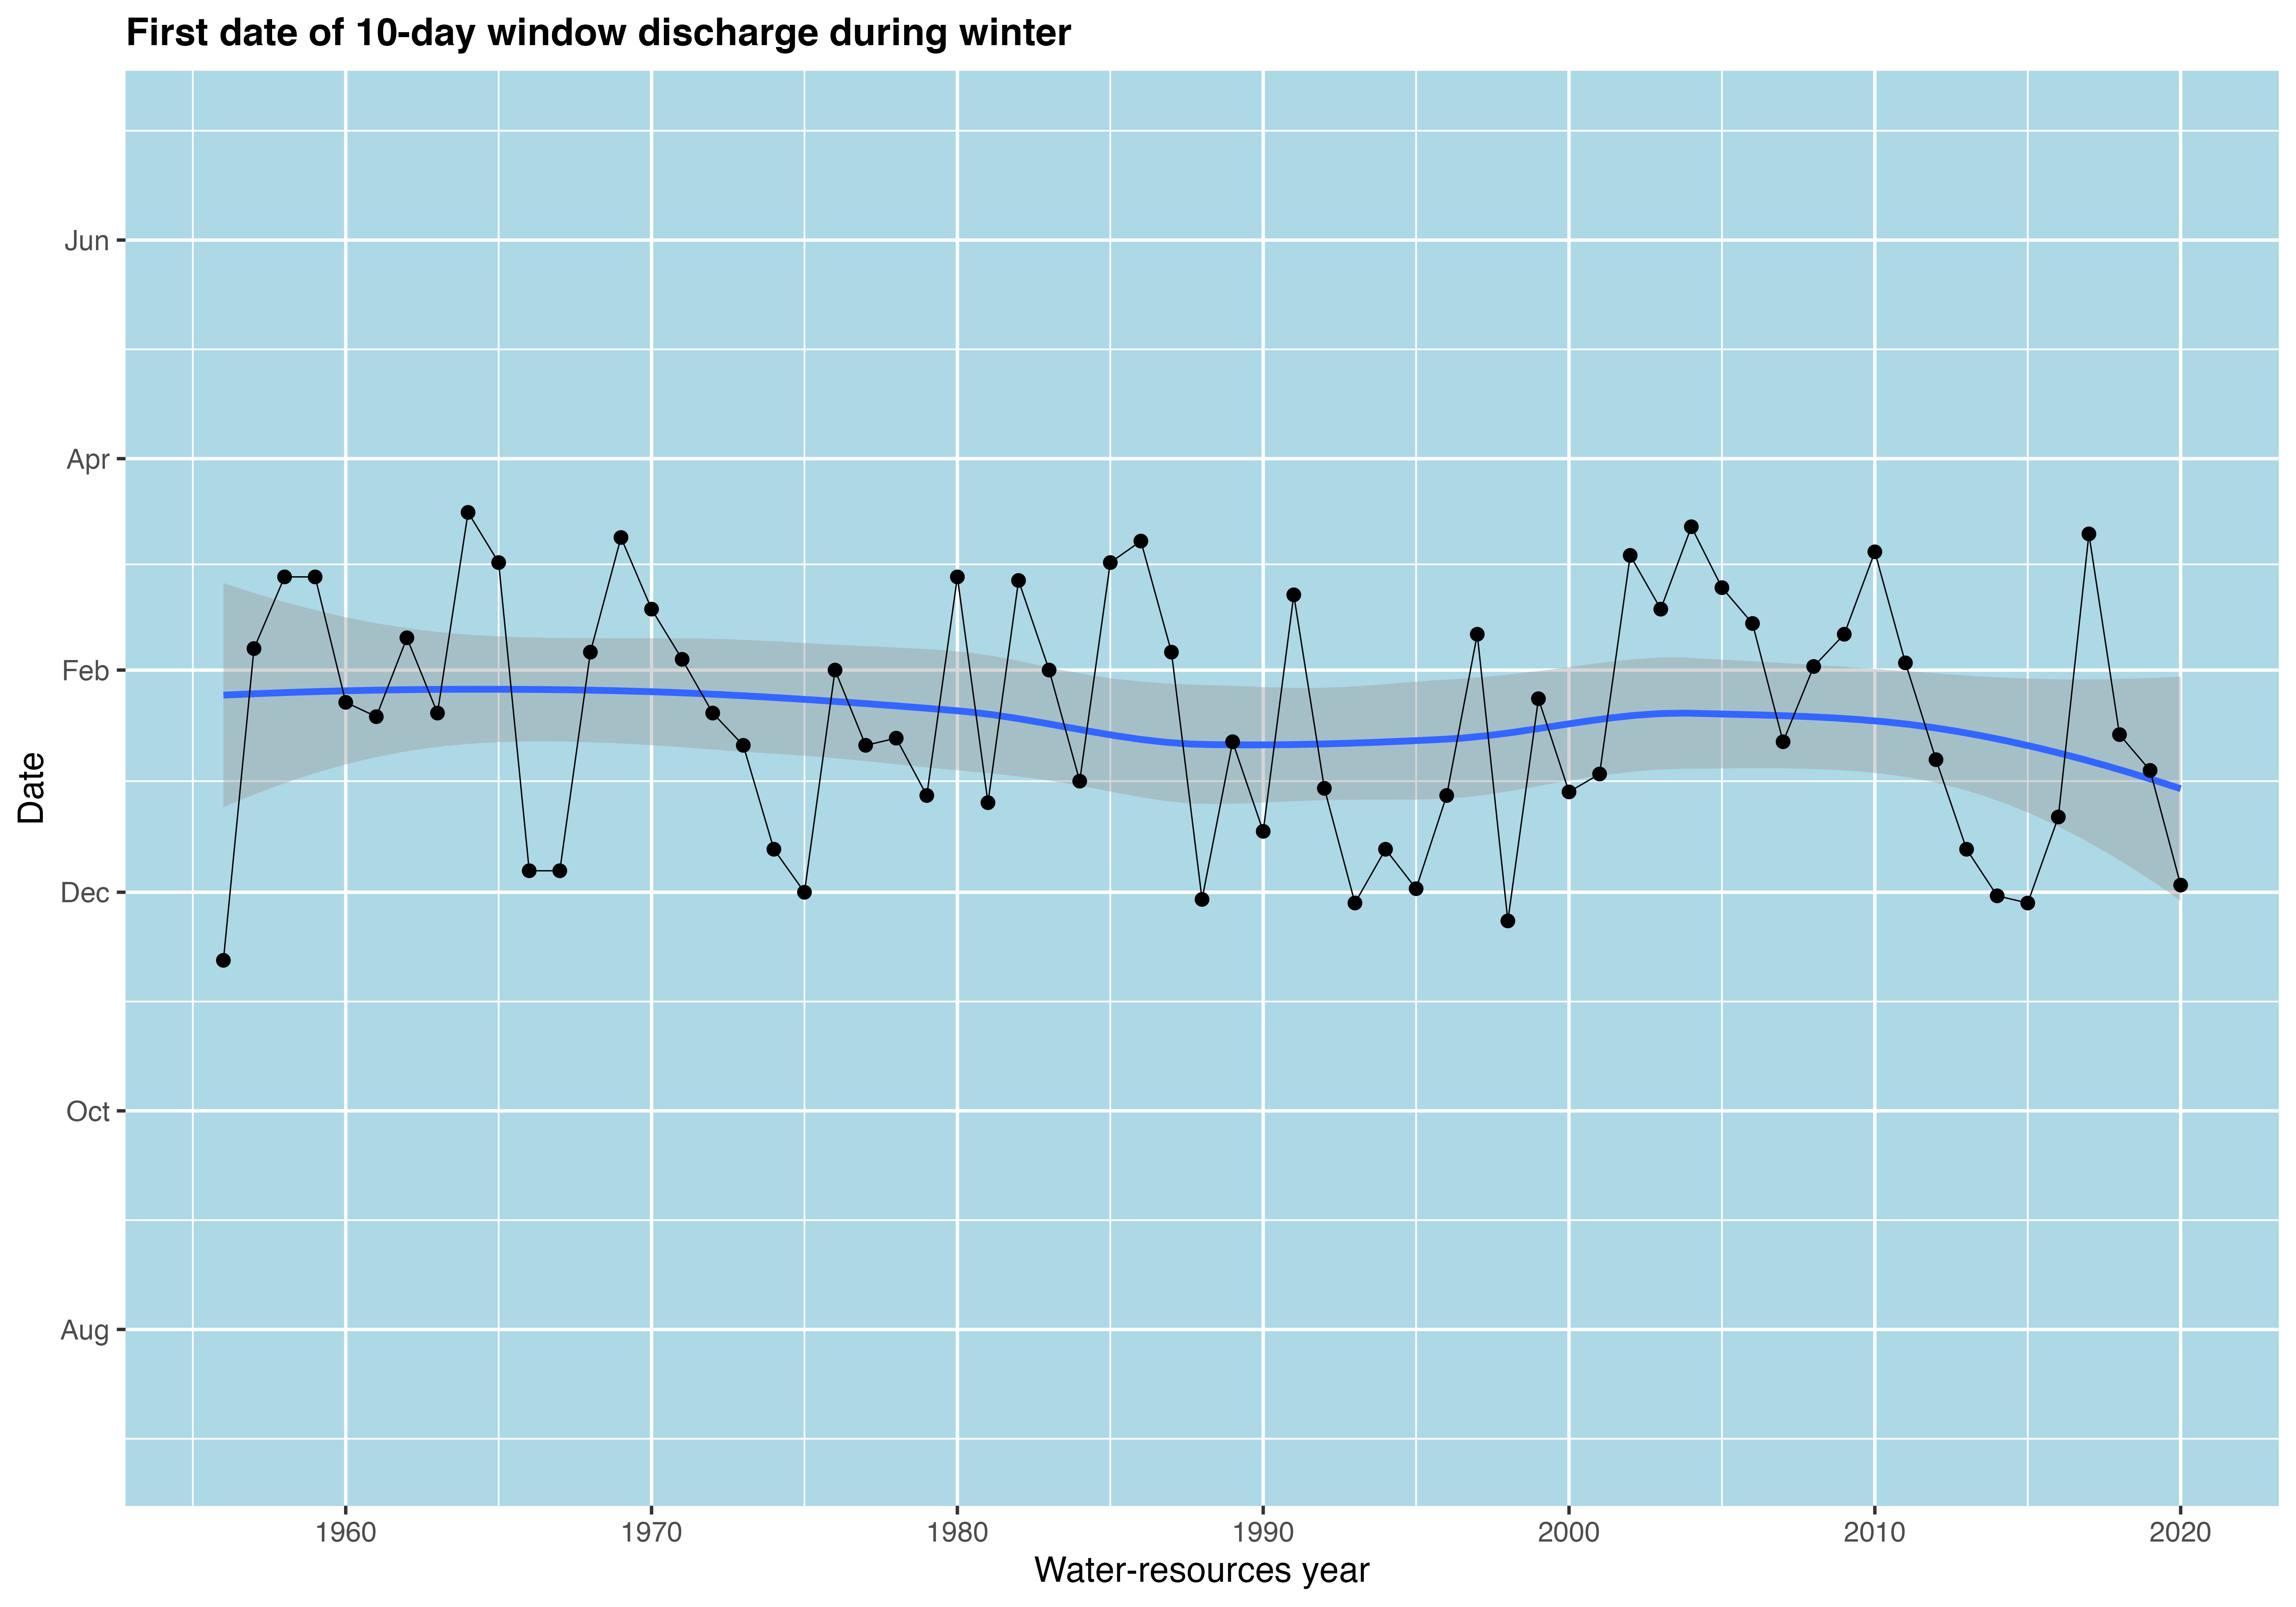 First date of 10-day window discharge during winter
Jun
Apr
Feb
Dec
Oct
Aug
Date
1960 1970 1980 1990 2000 2010 2020
Water-resources year